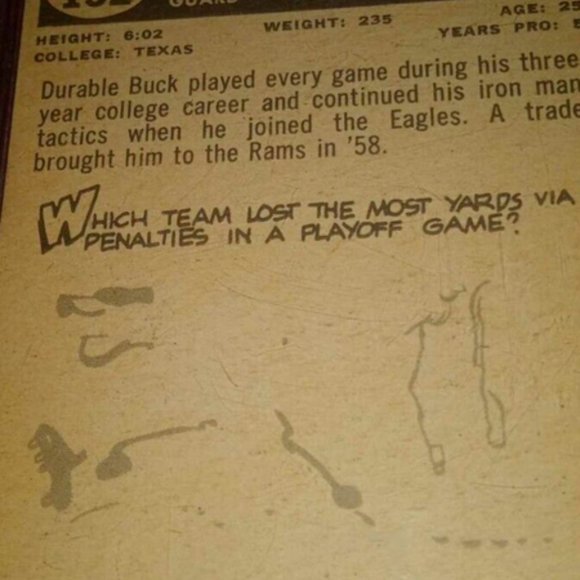 GUARD
HEIGHT: 6:02 WEIGHT: 235 AGE: 25
COLLEGE: TEXAS YEARS PRO:
Durable Buck played every game during his three
year college career and continued his iron man
tactics when he joined the Eagles. A trade
brought him to the Rams in '58.
WHICH TEAM LOST THE MOST YARDS VIA
PENALTIES IN A PLAYOFF GAME?